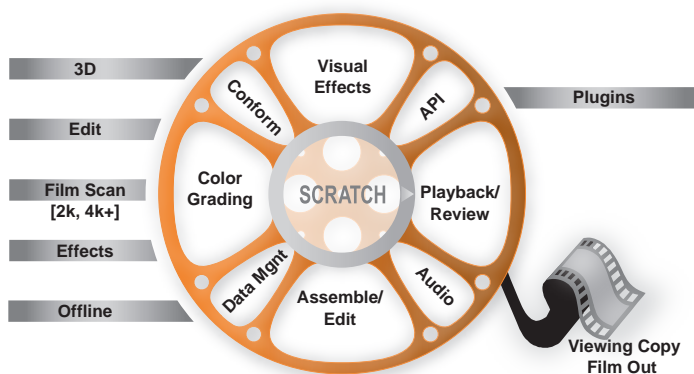 3D
Edit
Film Scan
[2k, 4k+]
Effects
Offline
Visual
Effects
Conform
API
Color
Grading
SCRATCH
Playback/
Review
Data Mgnt
Assemble/
Edit
Audio
Plugins
Viewing Copy
Film Out